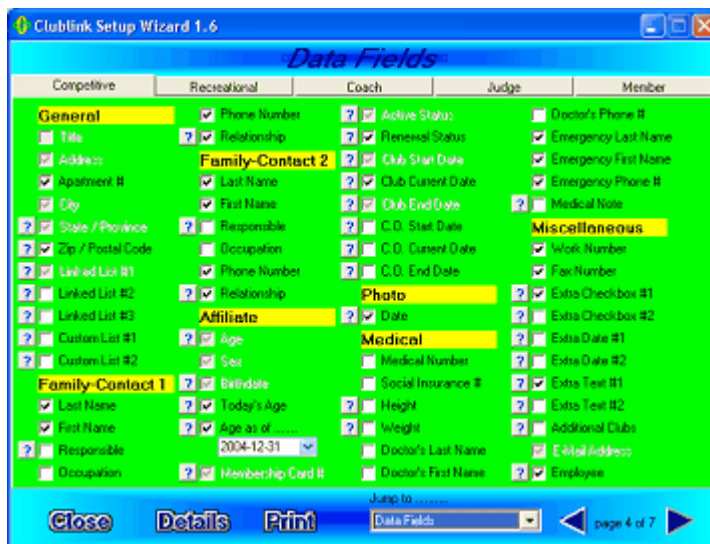 Clublink Setup Wizard 1.6
Data Fields
Competitive
Recreational
Coach
Judge
Member
General
Title
Address
Apartment #
City
? State / Province
? Zip / Postal Code
? Linked List #1
? Linked List #2
? Linked List #3
? Custom List #1
? Custom List #2
Family-Contact 1
Last Name
First Name
? Responsible
Occupation
Phone Number
? Relationship
Family-Contact 2
Last Name
First Name
? Responsible
Occupation
Phone Number
? Relationship
Affiliate
? Age
Sex
? Birthdate
? Today's Age
? Age as of .......
2004-12-31
? Membership Card #
? Active Status
? Renewal Status
? Club Start Date
? Club Current Date
? Club End Date
? C.O. Start Date
? C.O. Current Date
? C.O. End Date
Photo
? Date
Medical
Medical Number
Social Insurance #
? Height
? Weight
Doctor's Last Name
Doctor's First Name
Doctor's Phone #
Emergency Last Name
Emergency First Name
Emergency Phone #
? Medical Note
Miscellaneous
Work Number
Fax Number
? Extra Checkbox #1
? Extra Checkbox #2
? Extra Date #1
? Extra Date #2
? Extra Text #1
? Extra Text #2
? Additional Clubs
E-Mail Address
? Employee
Close
Details
Print
Jump to .........
Data Fields
page 4 of 7